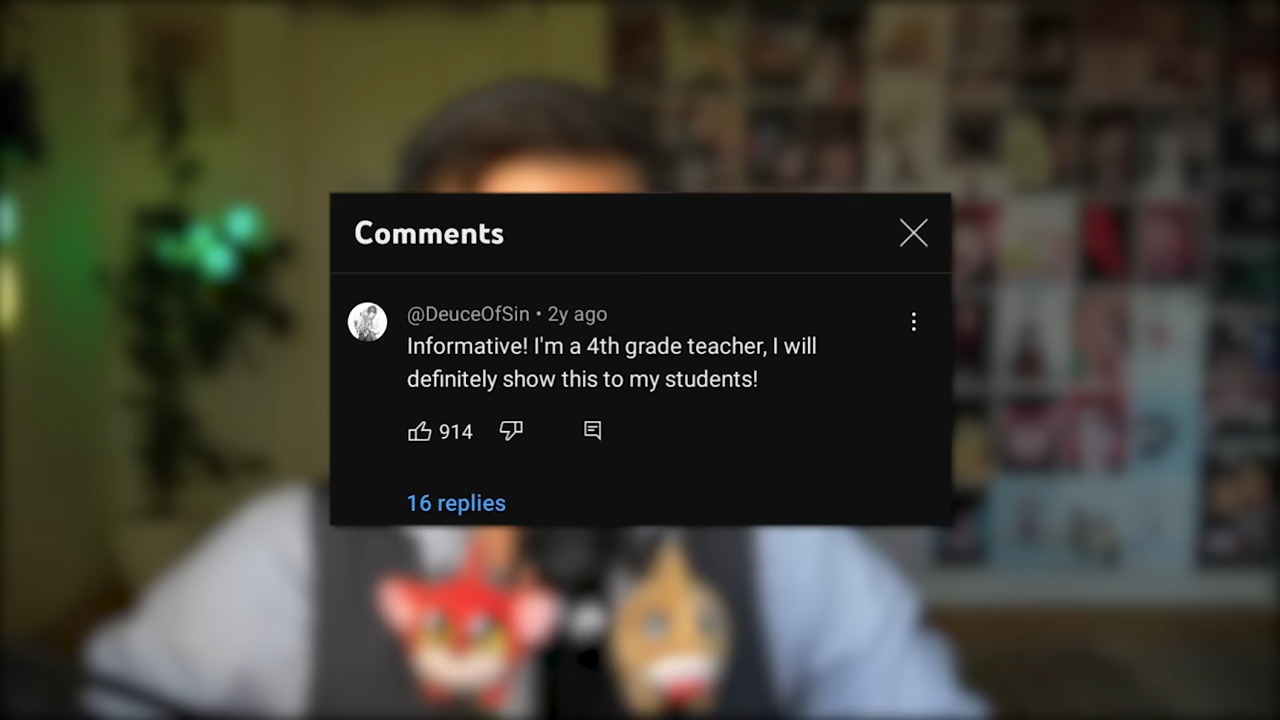 Comments
@DeuceOfSin • 2y ago
Informative! I'm a 4th grade teacher, I will
definitely show this to my students!
914
16 replies